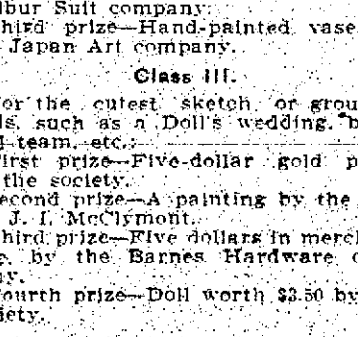 lbur Suit company.
hird prize—Hand-painted vase
Japan Art company.
Class III.
or the cutest sketch or grou
ls, such as a Doll's wedding, b
l team, etc.:
irst prize—Five-dollar gold p
the society.
econd prize—A painting by the
J. I. McClymont.
hird prize—Five dollars in merch
e, by the Barnes Hardware c
ny.
ourth prize—Doll worth $3.50 by
iety.